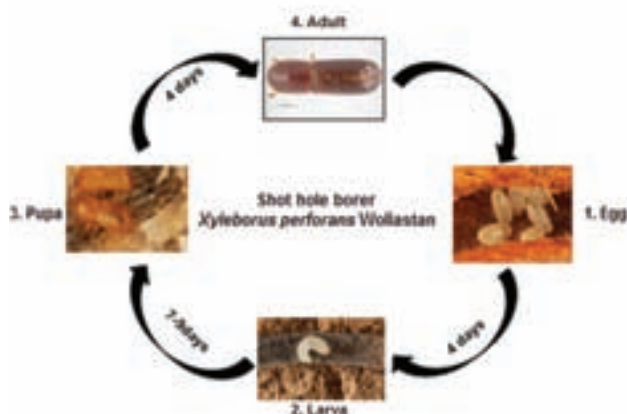 4. Adult
4 days
3. Pupa
Shot hole borer
Xyleborus perforans Wollastan
1. Egg
7-9days
4 days
2. Larva